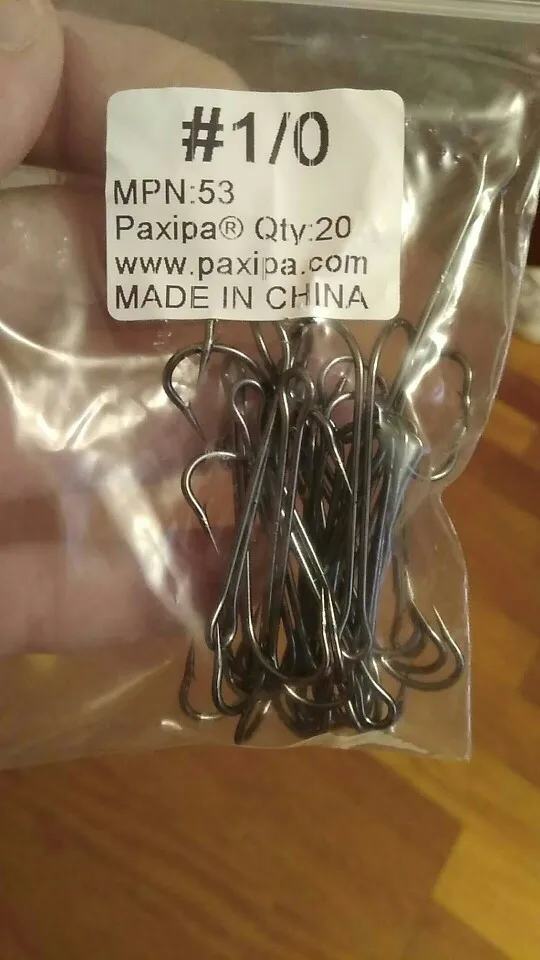 #1/0
MPN:53
Paxipa® Qty:20
www.paxipa.com
MADE IN CHINA